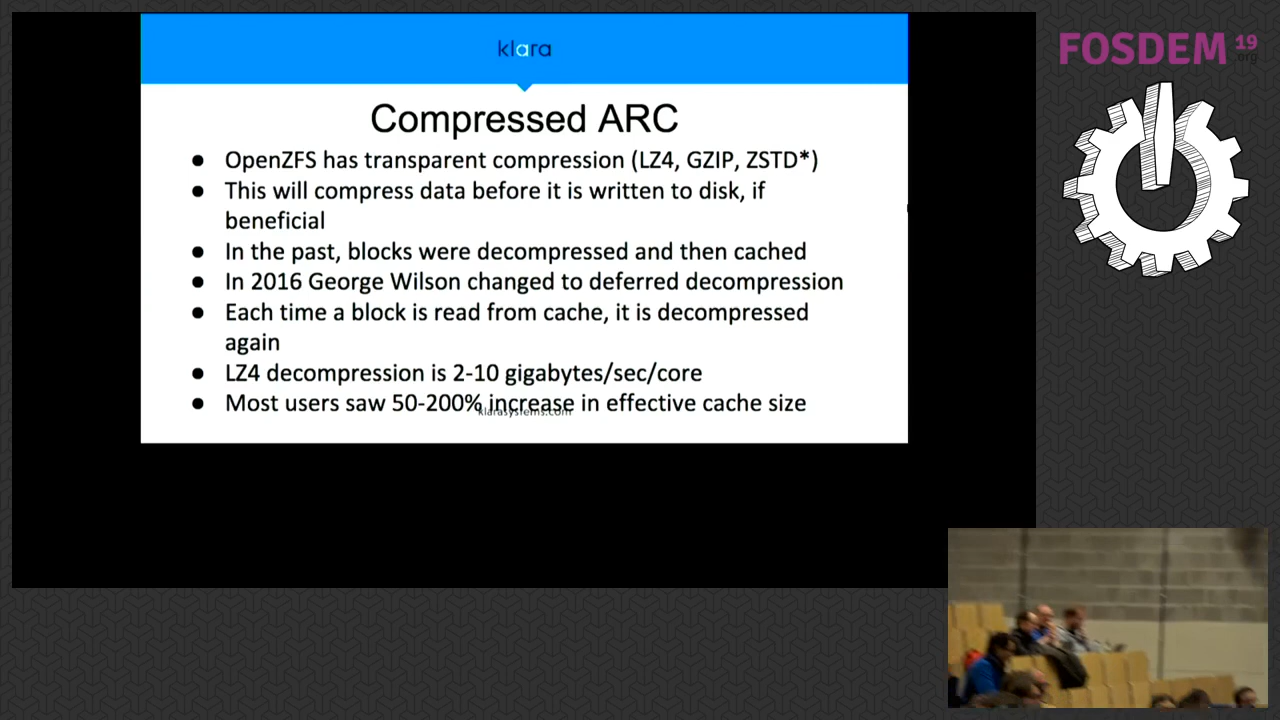 klara
FOSDEM 19
.org
Compressed ARC
● OpenZFS has transparent compression (LZ4, GZIP, ZSTD*)
● This will compress data before it is written to disk, if
beneficial
● In the past, blocks were decompressed and then cached
● In 2016 George Wilson changed to deferred decompression
● Each time a block is read from cache, it is decompressed
again
● LZ4 decompression is 2-10 gigabytes/sec/core
● Most users saw 50-200% increase in effective cache size
klarasystems.com